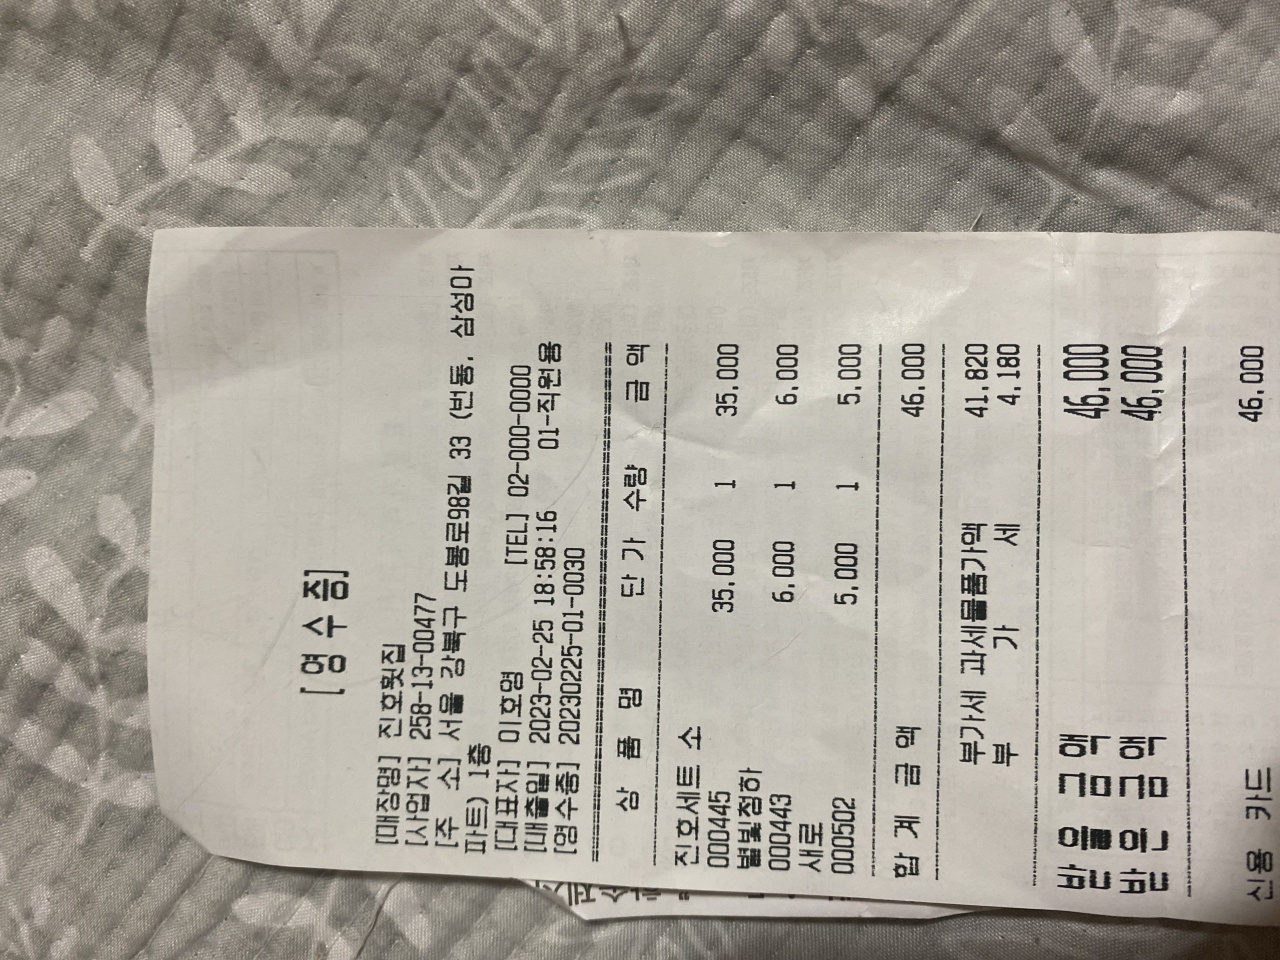 [영 수 증]
[매장명] 진호횟집
[사업자] 258-13-00477
[주 소] 서울 강북구 도봉로98길 33 (번동, 삼성아
파트) 1층
[대표자] 이호영 [TEL] 02-000-0000
[매출일] 2023-02-25 18:58:16 01-직원용
[영수증] 20230225-01-0030
상 품 명 단 가 수량 금 액
진호세트 소
000445 35,000 1 35,000
별빛청하
000443 6,000 1 6,000
새로
000502 5,000 1 5,000
합 계 금 액 46,000
부가세 과세물품가액 41,820
부 가 세 4,180
받을금액 46,000
받은금액 46,000
신용 카드 46,000